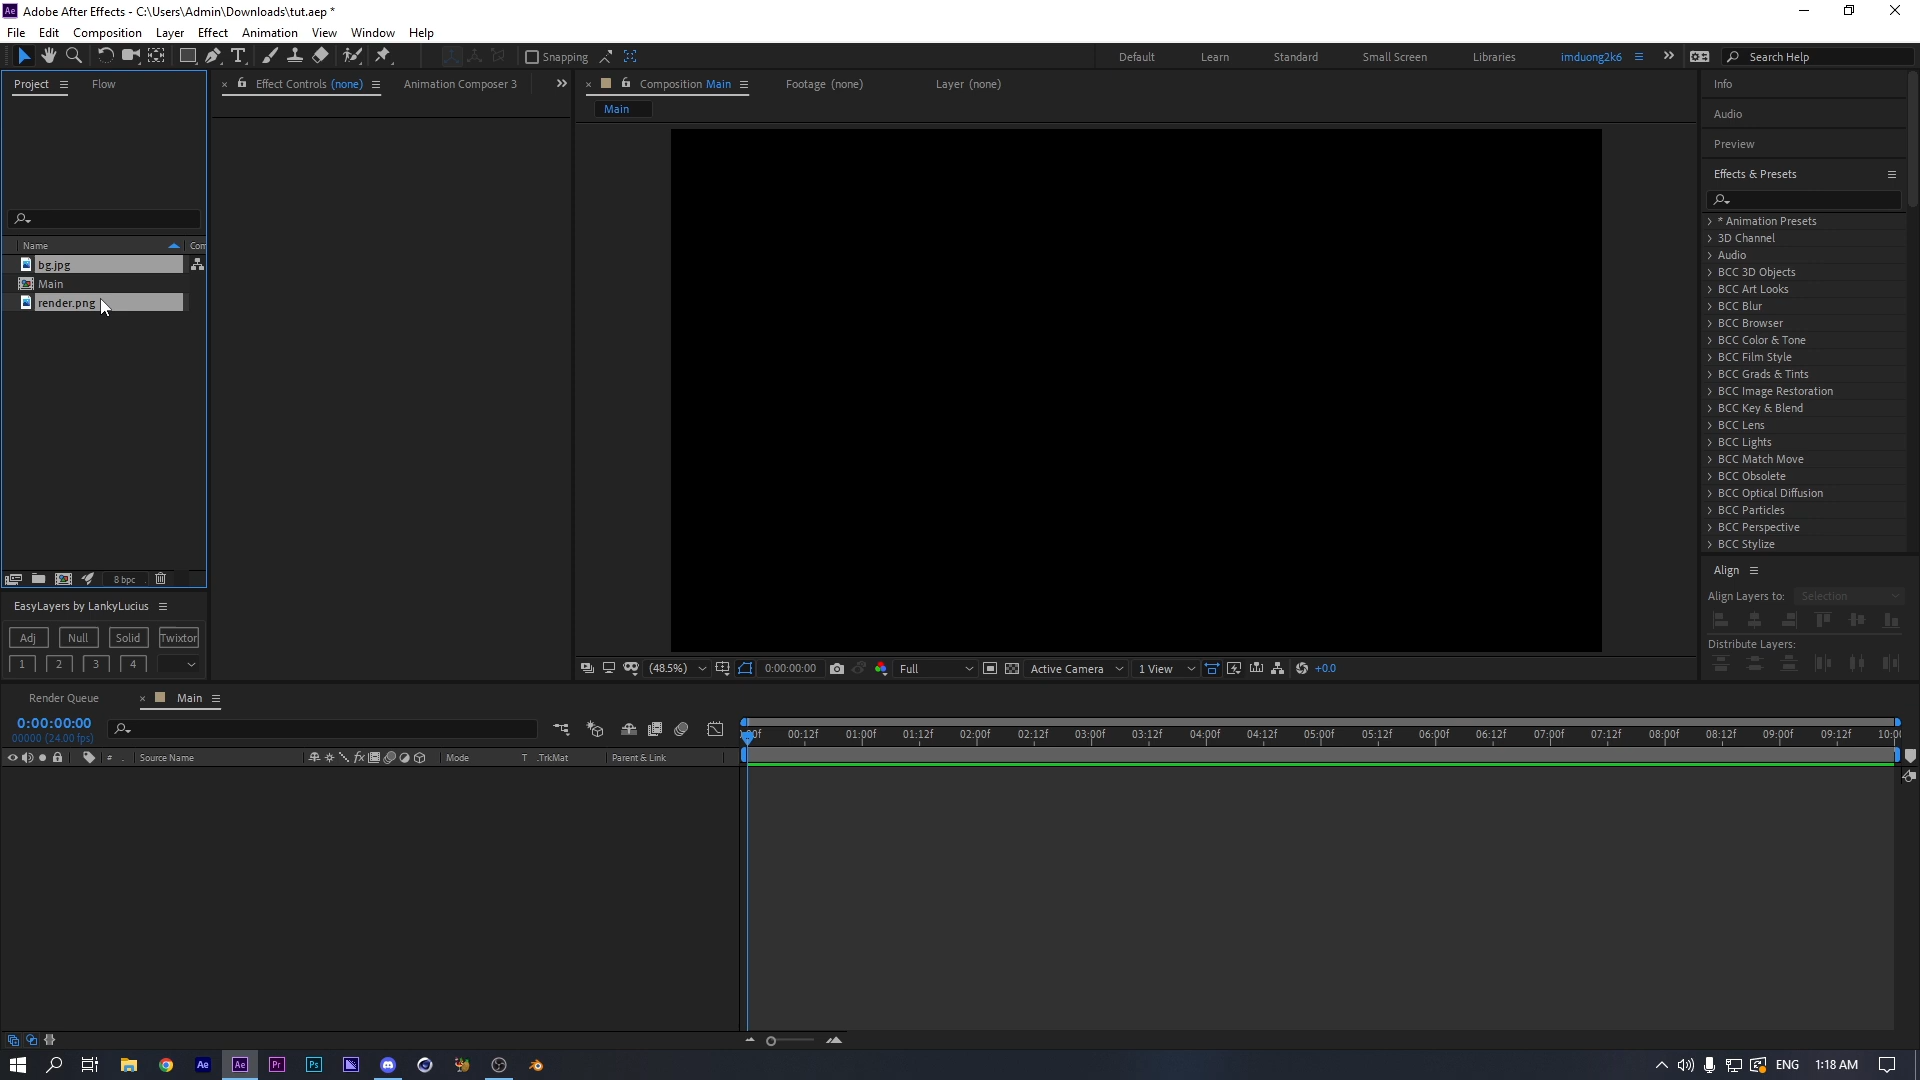 Ae Adobe After Effects - C:\Users\Admin\Downloads\tut.aep *
File Edit Composition Layer Effect Animation View Window Help
Snapping
Default Learn Standard Small Screen Libraries imduong2k6 Search Help
Project Flow
Effect Controls (none) Animation Composer 3
Composition Main Footage (none) Layer (none)
Main
Name Com
bg.jpg
Main
render.png
8 bpc
EasyLayers by LankyLucius
Adj Null Solid Twixtor
1 2 3 4
(48.5%) 0:00:00:00 Full Active Camera 1 View +0.0
Info
Audio
Preview
Effects & Presets
* Animation Presets
3D Channel
Audio
BCC 3D Objects
BCC Art Looks
BCC Blur
BCC Browser
BCC Color & Tone
BCC Film Style
BCC Grads & Tints
BCC Image Restoration
BCC Key & Blend
BCC Lens
BCC Lights
BCC Match Move
BCC Obsolete
BCC Optical Diffusion
BCC Particles
BCC Perspective
BCC Stylize
Align
Align Layers to: Selection
Distribute Layers:
Render Queue Main
0:00:00:00
00000 (24.00 fps)
# . Source Name fx Mode T .TrkMat Parent & Link
00:12f 01:00f 01:12f 02:00f 02:12f 03:00f 03:12f 04:00f 04:12f 05:00f 05:12f 06:00f 06:12f 07:00f 07:12f 08:00f 08:12f 09:00f 09:12f 10:0
Ae Ae Pr Ps ENG 1:18 AM